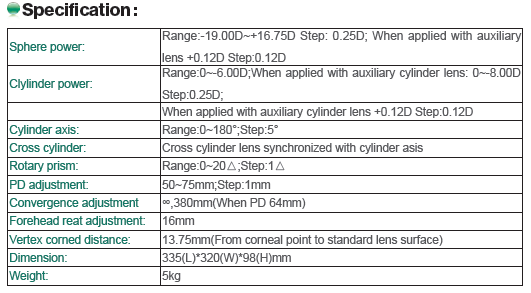 Specification:
Sphere power:
Range:-19.00D~+16.75D Step: 0.25D; When applied with auxiliary
lens +0.12D Step:0.12D
Clylinder power:
Range:0~-6.00D;When applied with auxiliary cylinder lens: 0~-8.00D
Step:0.25D;
When applied with auxiliary cylinder lens +0.12D Step:0.12D
Cylinder axis: Range:0~180°;Step:5°
Cross cylinder: Cross cylinder lens synchronized with cylinder asis
Rotary prism: Range:0~20△;Step:1△
PD adjustment: 50~75mm;Step:1mm
Convergence adjustment ∞,380mm(When PD 64mm)
Forehead reat adjustment: 16mm
Vertex corned distance: 13.75mm(From corneal point to standard lens surface)
Dimension: 335(L)*320(W)*98(H)mm
Weight: 5kg